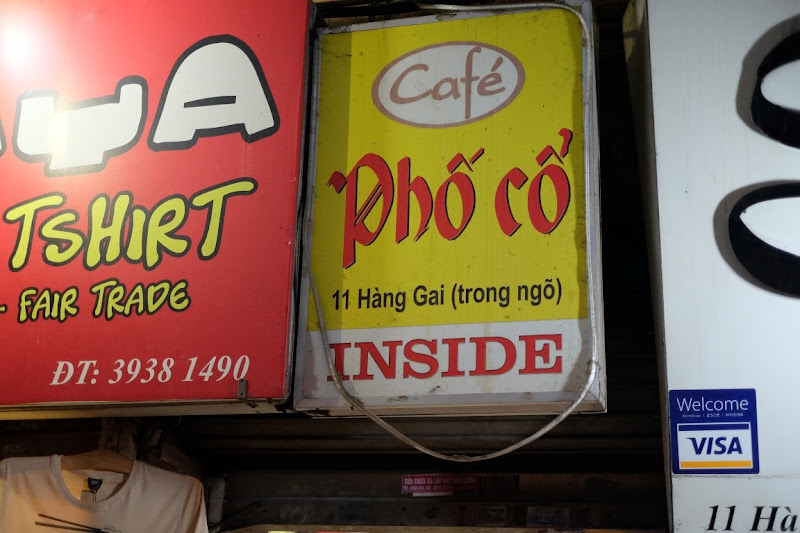 TSHIRT
- FAIR TRADE
ĐT: 3938 1490
Café
Phố cổ
11 Hàng Gai (trong ngõ)
INSIDE
Welcome
VISA
11 Hà